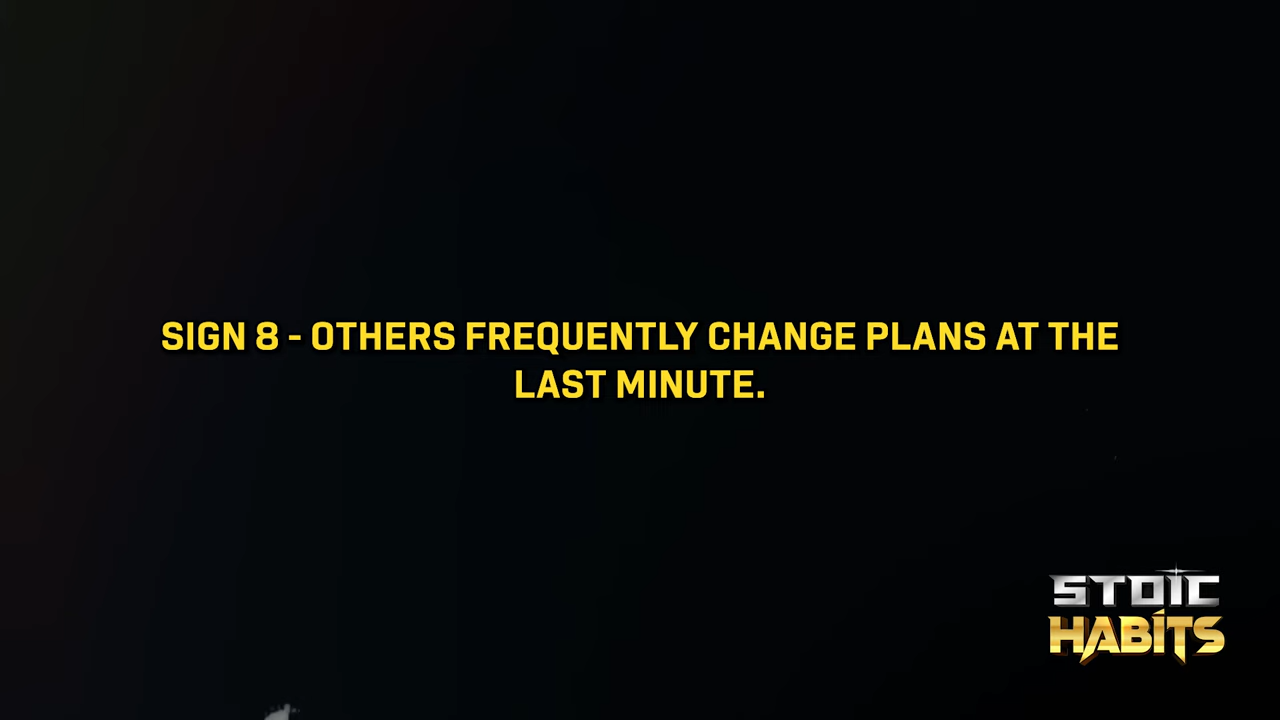 SIGN 8 - OTHERS FREQUENTLY CHANGE PLANS AT THE
LAST MINUTE.
STOIC
HABITS